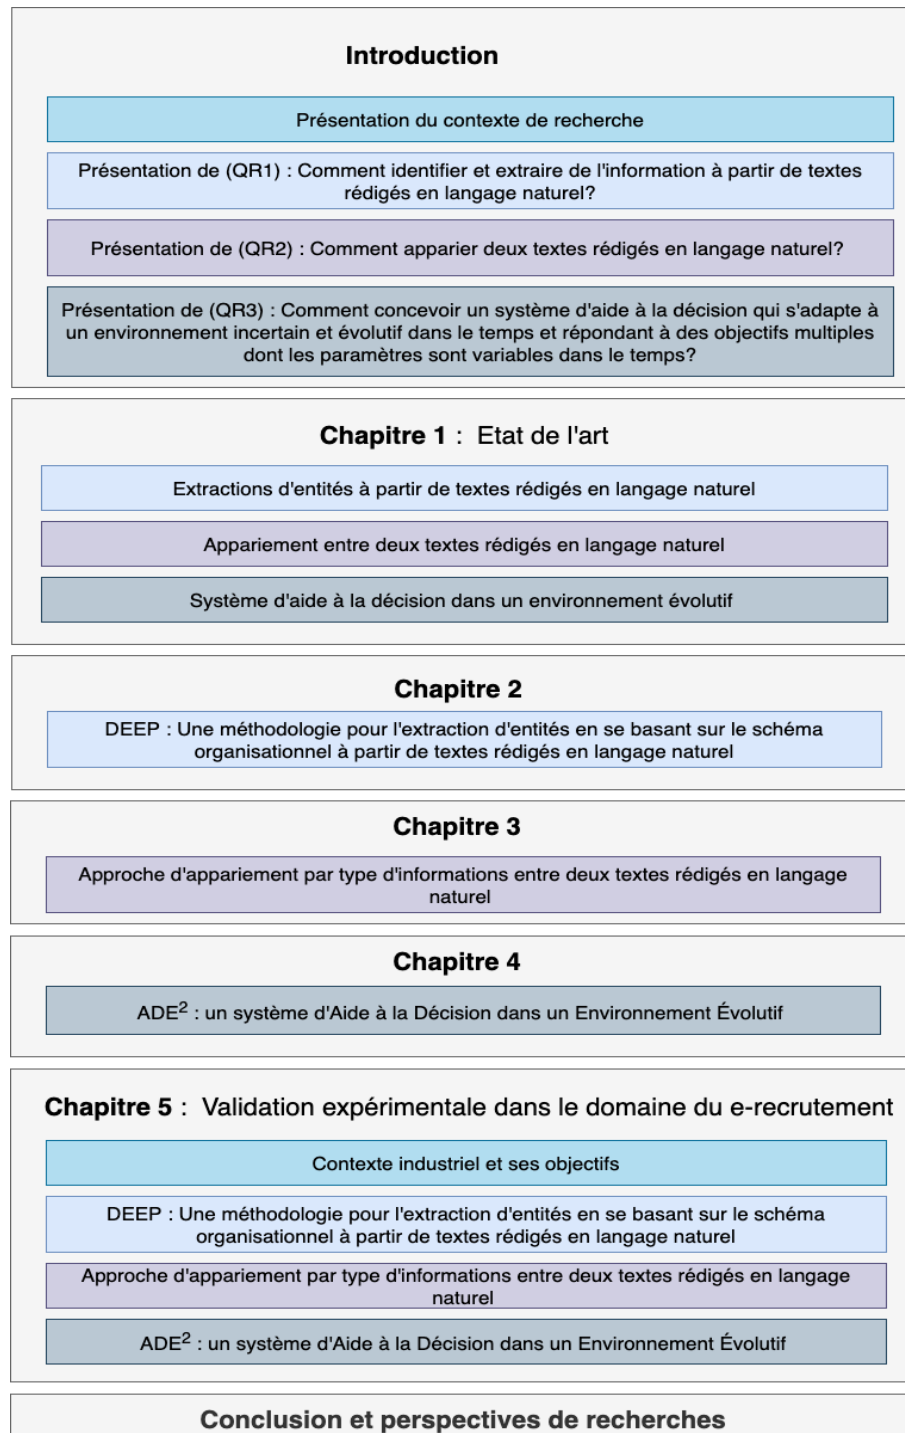 Introduction
Présentation du contexte de recherche
Présentation de (QR1) : Comment identifier et extraire de l'information à partir de textes
rédigés en langage naturel?
Présentation de (QR2) : Comment apparier deux textes rédigés en langage naturel?
Présentation de (QR3) : Comment concevoir un système d'aide à la décision qui s'adapte à
un environnement incertain et évolutif dans le temps et répondant à des objectifs multiples
dont les paramètres sont variables dans le temps?
Chapitre 1 : Etat de l'art
Extractions d'entités à partir de textes rédigés en langage naturel
Appariement entre deux textes rédigés en langage naturel
Système d'aide à la décision dans un environnement évolutif
Chapitre 2
DEEP : Une méthodologie pour l'extraction d'entités en se basant sur le schéma
organisationnel à partir de textes rédigés en langage naturel
Chapitre 3
Approche d'appariement par type d'informations entre deux textes rédigés en langage
naturel
Chapitre 4
ADE² : un système d'Aide à la Décision dans un Environnement Évolutif
Chapitre 5 : Validation expérimentale dans le domaine du e-recrutement
Contexte industriel et ses objectifs
DEEP : Une méthodologie pour l'extraction d'entités en se basant sur le schéma
organisationnel à partir de textes rédigés en langage naturel
Approche d'appariement par type d'informations entre deux textes rédigés en langage
naturel
ADE² : un système d'Aide à la Décision dans un Environnement Évolutif
Conclusion et perspectives de recherches